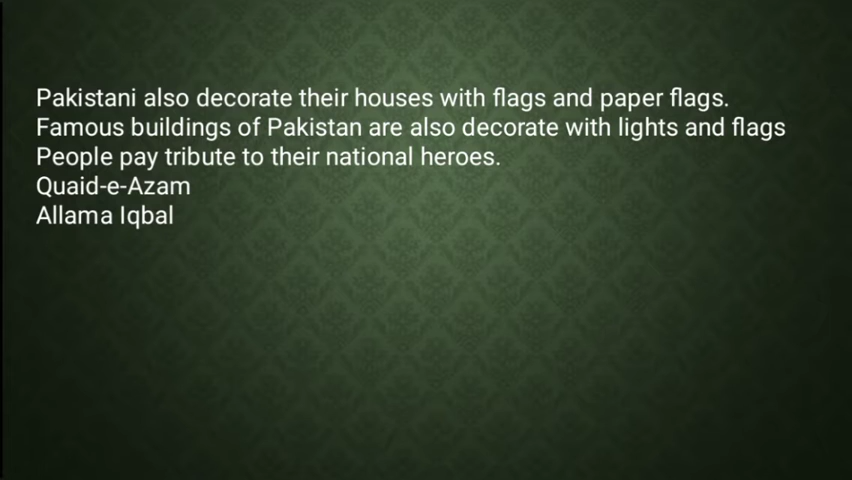 Pakistani also decorate their houses with flags and paper flags.
Famous buildings of Pakistan are also decorate with lights and flags
People pay tribute to their national heroes.
Quaid-e-Azam
Allama Iqbal